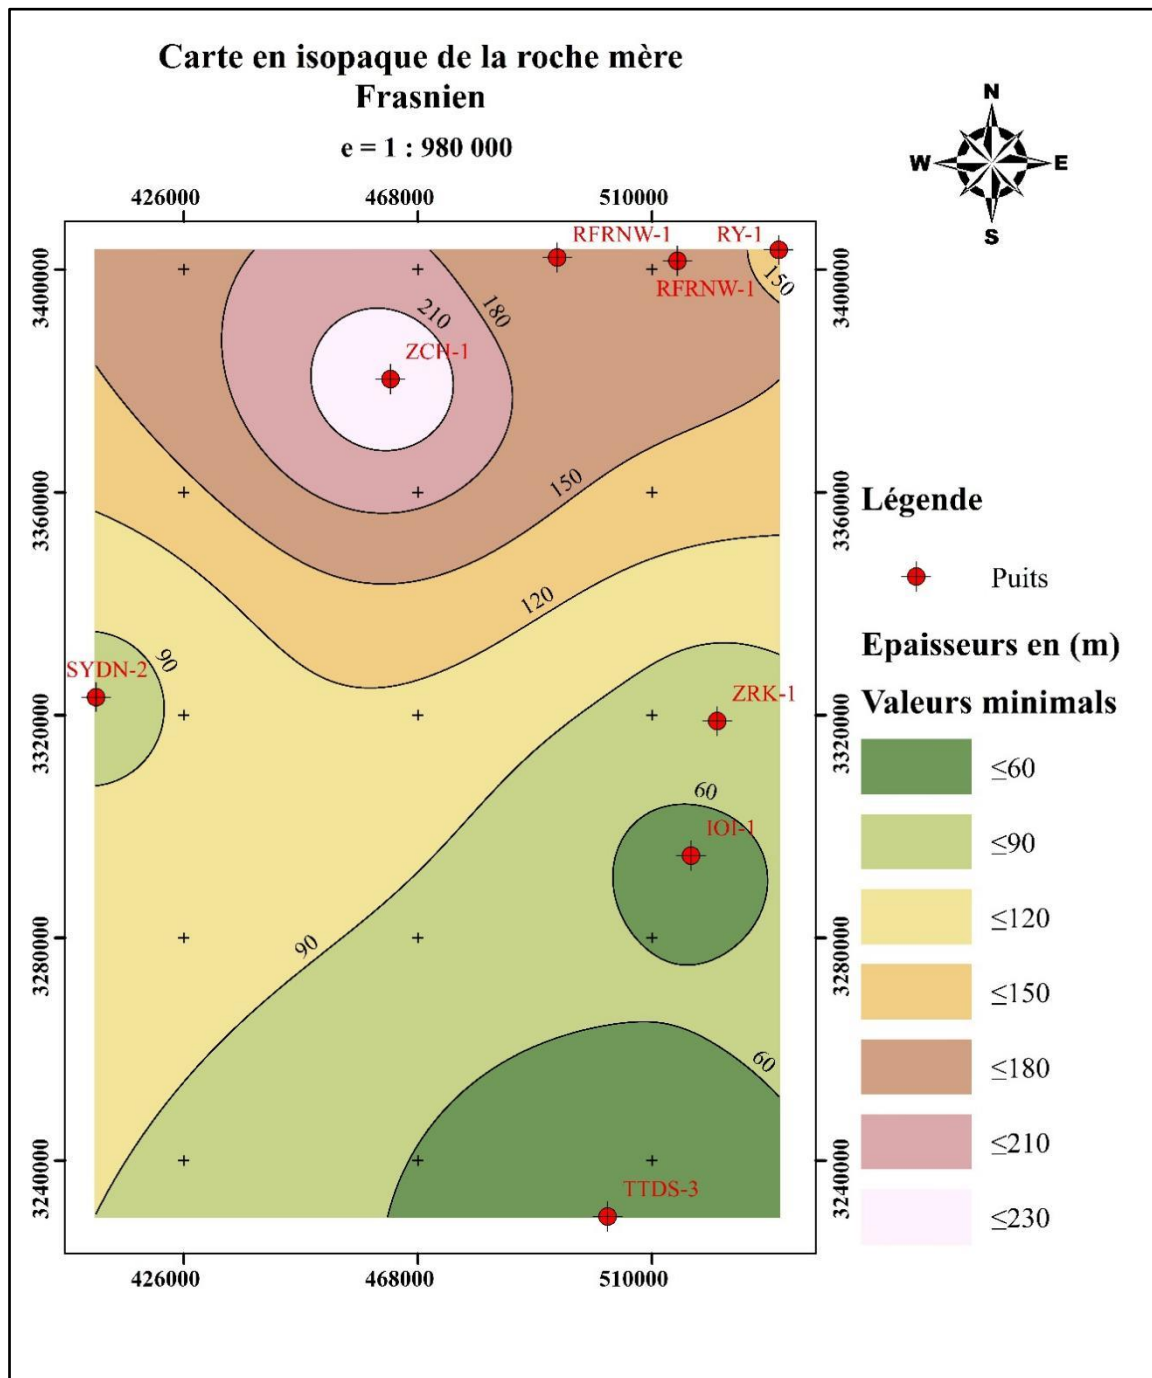 Carte en isopaque de la roche mère
Frasnien
e = 1 : 980 000
N
W E
S
426000 468000 510000
RFRNW-1 RY-1
RFRNW-1
150
3400000 3400000
180
210
ZCH-1
Légende
150
3360000 3360000
Puits
120
Epaisseurs en (m)
90
SYDN-2
ZRK-1
Valeurs minimals
3320000 3320000
≤60
60
IOI-1
≤90
≤120
90
3280000 3280000
≤150
60
≤180
≤210
3240000 3240000
TTDS-3
≤230
426000 468000 510000